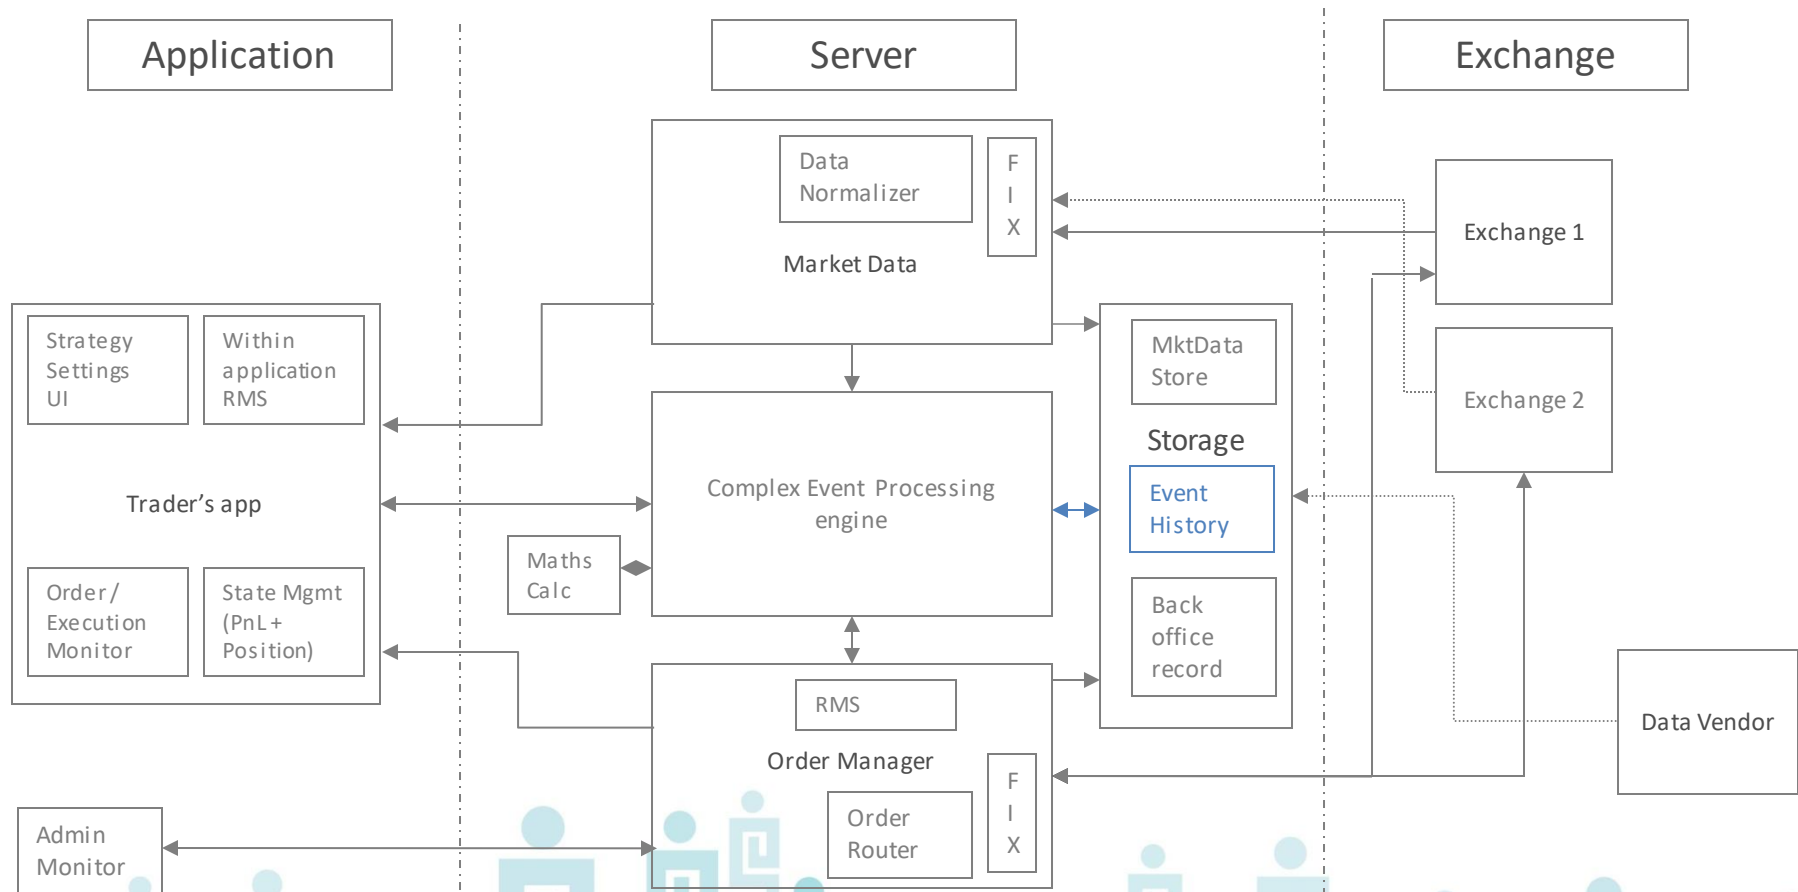 Application
Server
Exchange
Data
Normalizer
F
I
X
Market Data
Exchange 1
Exchange 2
Strategy
Settings
UI
Within
application
RMS
Trader’s app
Order/
Execution
Monitor
State Mgmt
(PnL+
Position)
Complex Event Processing
engine
Maths
Calc
MktData
Store
Storage
Event
History
Back
office
record
RMS
Order Manager
Order
Router
F
I
X
Data Vendor
Admin
Monitor